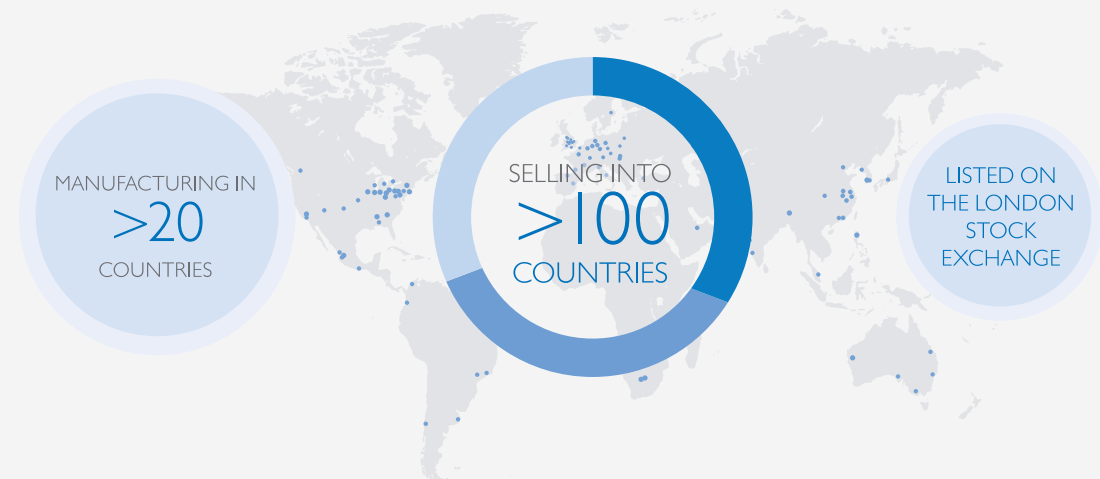 MANUFACTURING IN
>20
COUNTRIES
SELLING INTO
>100
COUNTRIES
LISTED ON
THE LONDON
STOCK
EXCHANGE